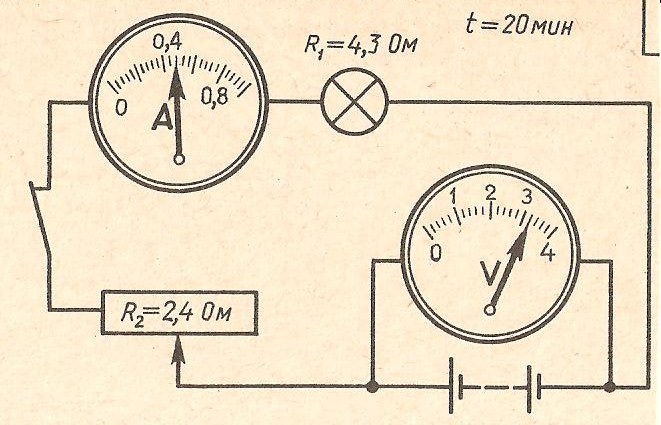 t = 20 мин
R₁ = 4,3 Ом
0,4
0
0,8
A
1 2 3
0
4
V
R₂ = 2,4 Ом